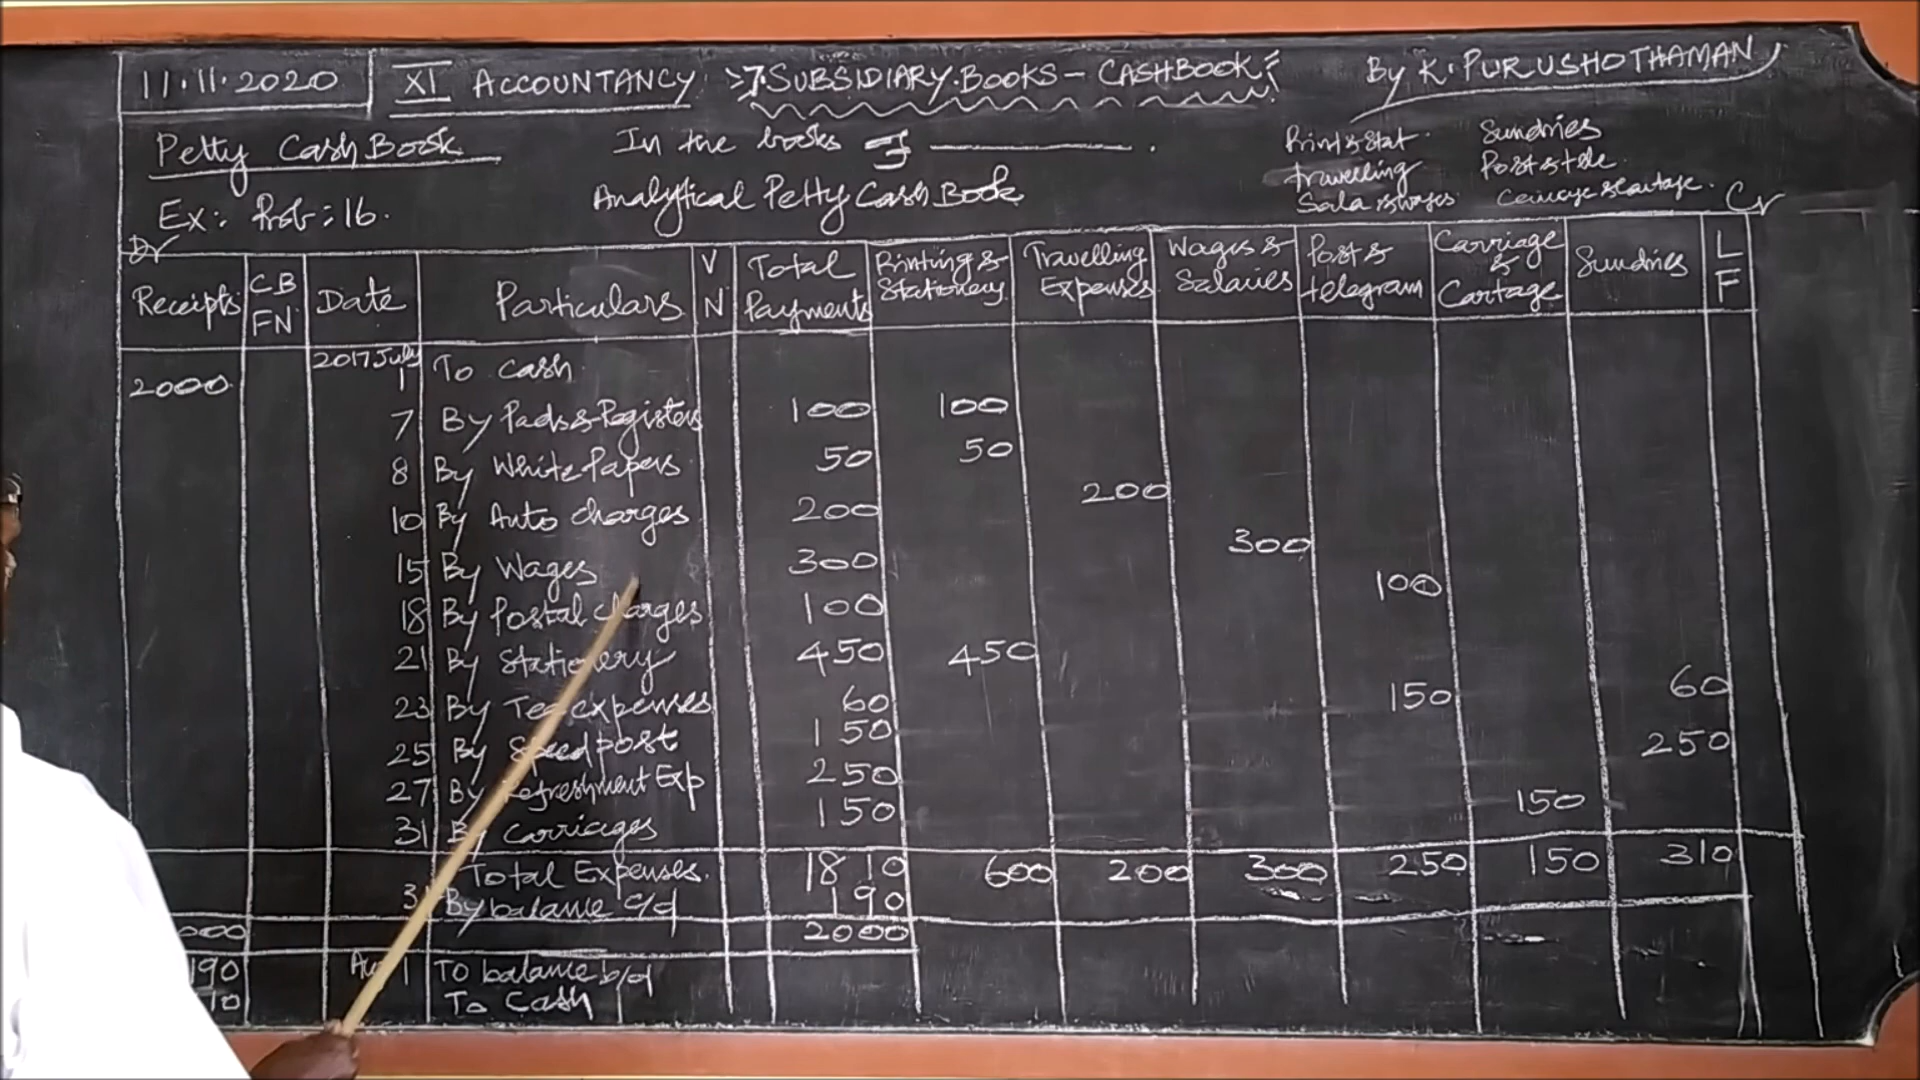 11.11.2020 XI ACCOUNTANCY :>7. SUBSIDIARY BOOKS - CASHBOOK By K. PURUSHOTHAMAN
Petty Cash Book In the books of ________ . Print & Stat Sundries
Travelling Post & tele
Ex: Prob: 16. Analytical Petty Cash Book Sala & wages & Cartage. Cr
Dr
Receipts CB FN Date Particulars V N Total Payments Printing & Stationery Travelling Expenses Wages & Salaries Post & telegram Carriage & Cartage Sundries L F
2000 2017 July 1 To Cash
7 By Pads & Registers 100 100
8 By White Papers 50 50
10 By Auto charges 200 200
15 By Wages 300 300
18 By Postal charges 100 100
21 By Stationery 450 450
23 By Tea expenses 60 60
25 By Speed post 150 150
27 By Refreshment Exp 250 250
31 By Carriages 150 150
Total Expenses. 1810 600 200 300 250 150 310
3 By balance c/d 190
000 2000
190 1 To balance b/d
10 To Cash